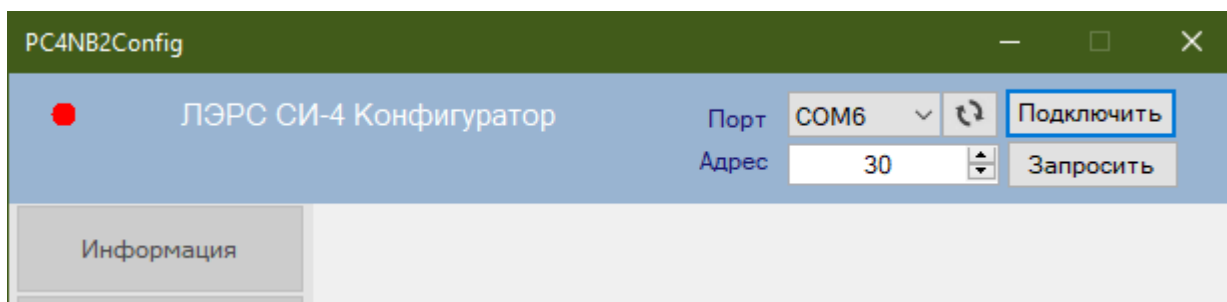 PC4NB2Config
ЛЭРС СИ-4 Конфигуратор
Порт COM6 Подключить
Адрес 30 Запросить
Информация